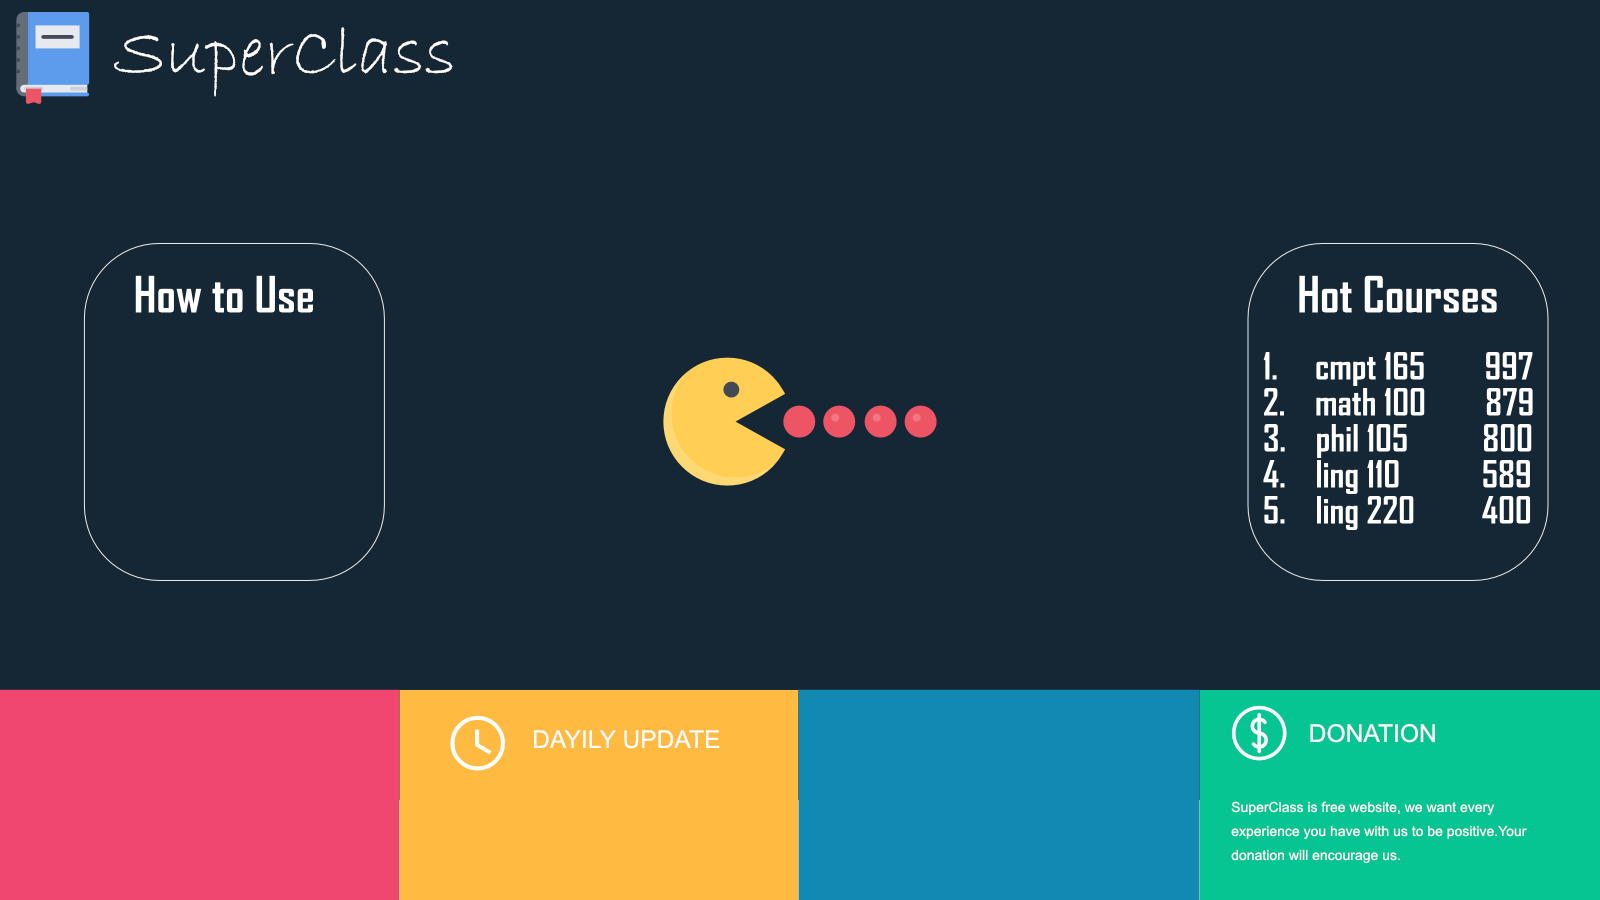 SuperClass
How to Use
Hot Courses
1. cmpt 165 997
2. math 100 879
3. phil 105 800
4. ling 110 589
5. ling 220 400
DAYILY UPDATE
DONATION
SuperClass is free website, we want every
experience you have with us to be positive.Your
donation will encourage us.